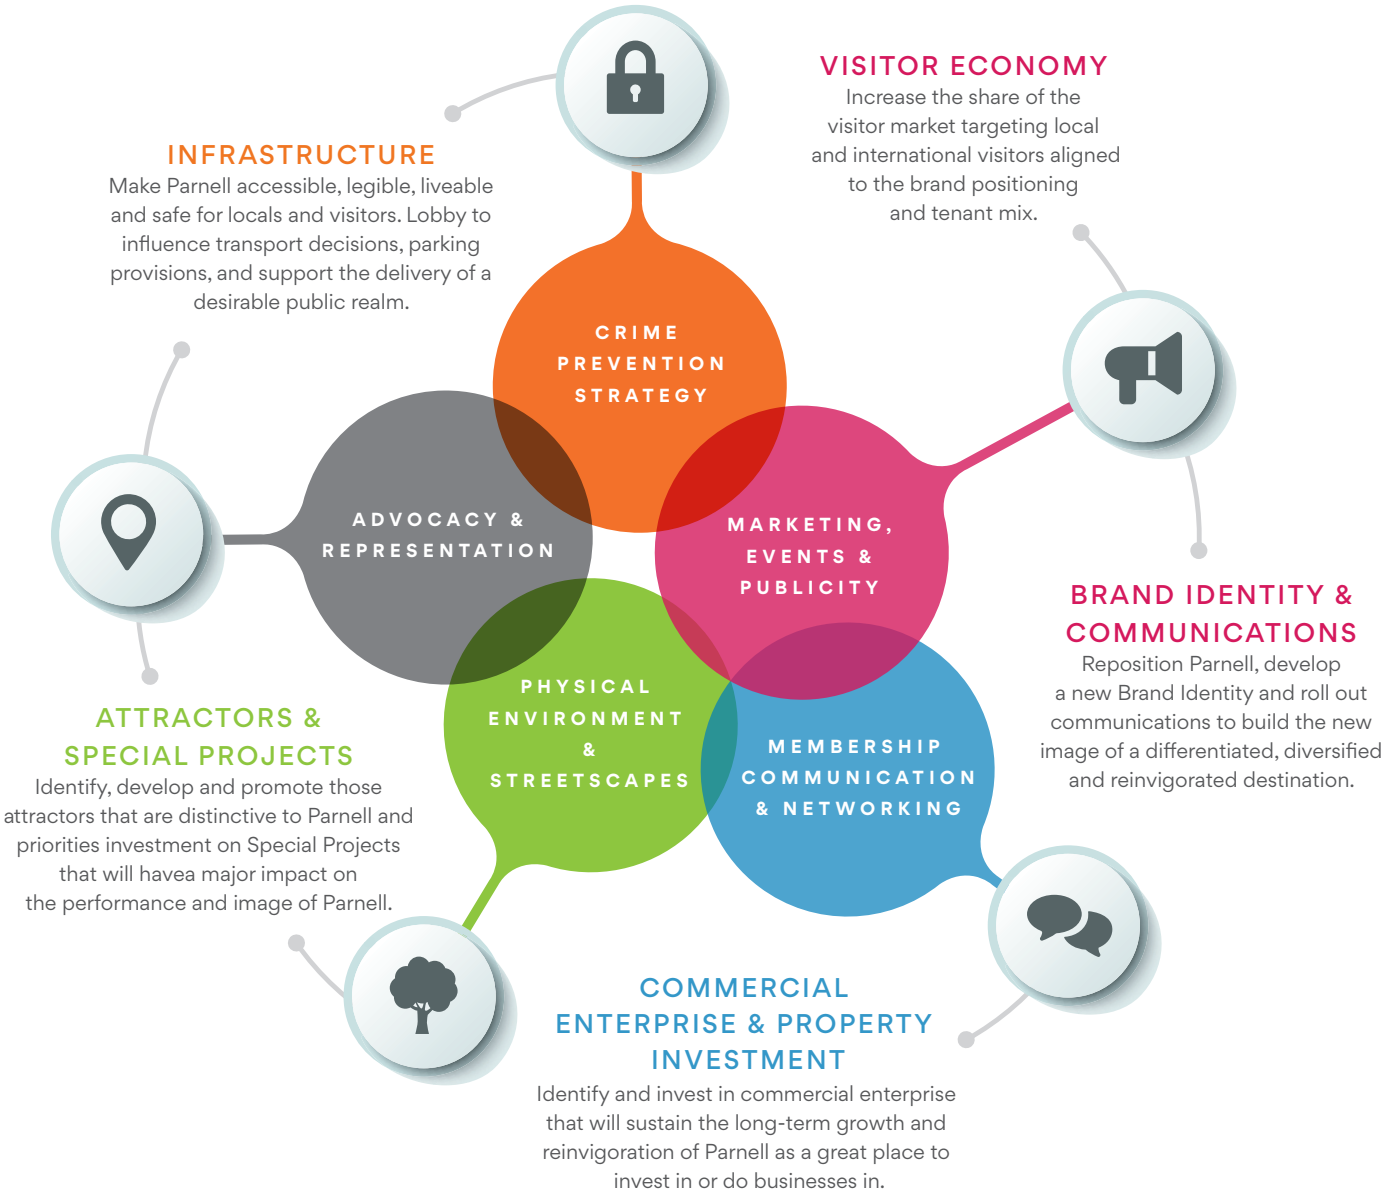 VISITOR ECONOMY
Increase the share of the
visitor market targeting local
and international visitors aligned
to the brand positioning
and tenant mix.
INFRASTRUCTURE
Make Parnell accessible, legible, liveable
and safe for locals and visitors. Lobby to
influence transport decisions, parking
provisions, and support the delivery of a
desirable public realm.
CRIME
PREVENTION
STRATEGY
ADVOCACY &
REPRESENTATION
MARKETING,
EVENTS &
PUBLICITY
BRAND IDENTITY &
COMMUNICATIONS
Reposition Parnell, develop
a new Brand Identity and roll out
communications to build the new
image of a differentiated, diversified
and reinvigorated destination.
PHYSICAL
ENVIRONMENT
&
STREETSCAPES
MEMBERSHIP
COMMUNICATION
& NETWORKING
ATTRACTORS &
SPECIAL PROJECTS
Identify, develop and promote those
attractors that are distinctive to Parnell and
priorities investment on Special Projects
that will havea major impact on
the performance and image of Parnell.
COMMERCIAL
ENTERPRISE & PROPERTY
INVESTMENT
Identify and invest in commercial enterprise
that will sustain the long-term growth and
reinvigoration of Parnell as a great place to
invest in or do businesses in.